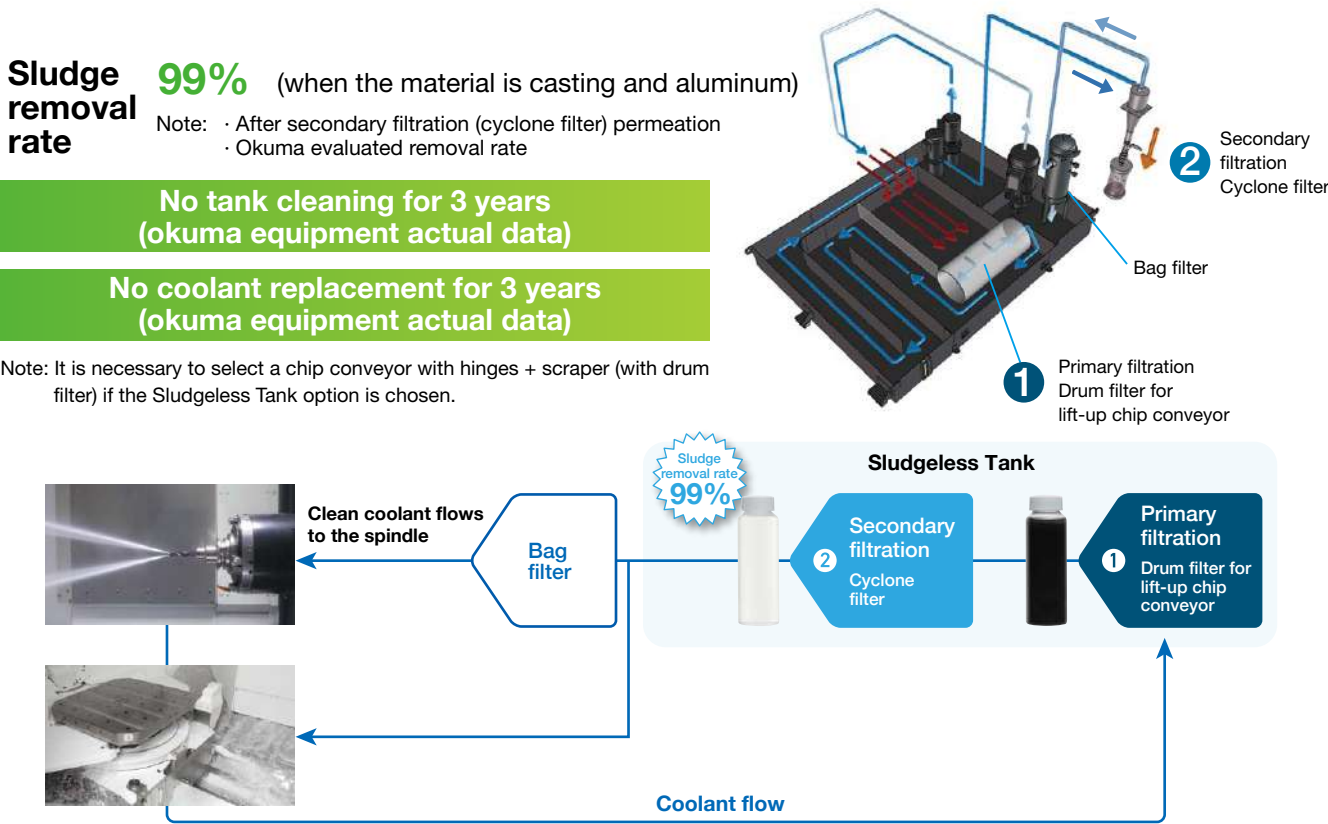 Sludge
removal
rate
99% (when the material is casting and aluminum)
Note: · After secondary filtration (cyclone filter) permeation
· Okuma evaluated removal rate
No tank cleaning for 3 years
(okuma equipment actual data)
No coolant replacement for 3 years
(okuma equipment actual data)
Note: It is necessary to select a chip conveyor with hinges + scraper (with drum
filter) if the Sludgeless Tank option is chosen.
2
Secondary
filtration
Cyclone filter
Bag filter
1
Primary filtration
Drum filter for
lift-up chip conveyor
Sludgeless Tank
Sludge
removal rate
99%
Clean coolant flows
to the spindle
Bag
filter
2
Secondary
filtration
Cyclone
filter
1
Primary
filtration
Drum filter for
lift-up chip
conveyor
Coolant flow